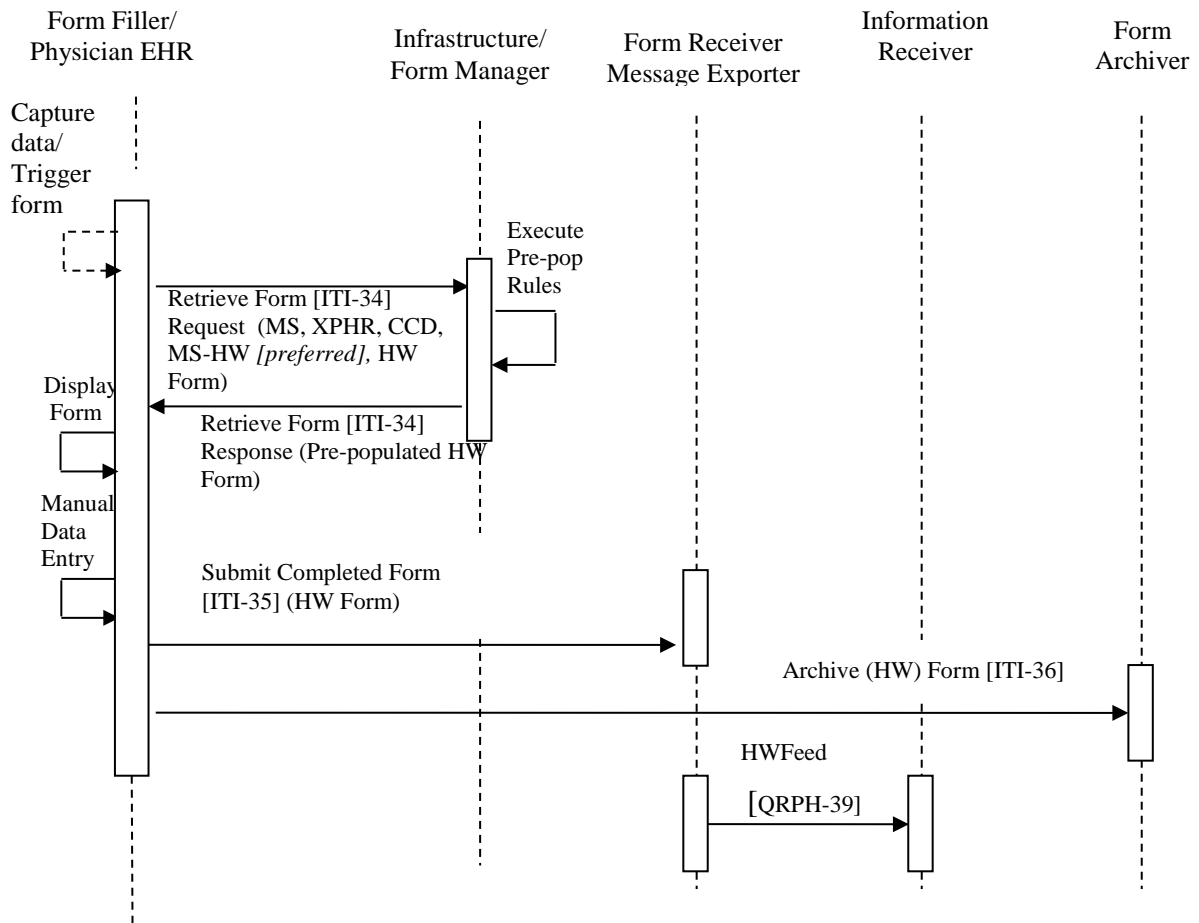 Form Filler/
Physician EHR
Infrastructure/
Form Manager
Form Receiver
Message Exporter
Information
Receiver
Form
Archiver
Capture
data/
Trigger
form
Execute
Pre-pop
Rules
Retrieve Form [ITI-34]
Request (MS, XPHR, CCD,
MS-HW [preferred], HW
Form)
Display
Form
Retrieve Form [ITI-34]
Response (Pre-populated HW
Form)
Manual
Data
Entry
Submit Completed Form
[ITI-35] (HW Form)
Archive (HW) Form [ITI-36]
HWFeed
[QRPH-39]